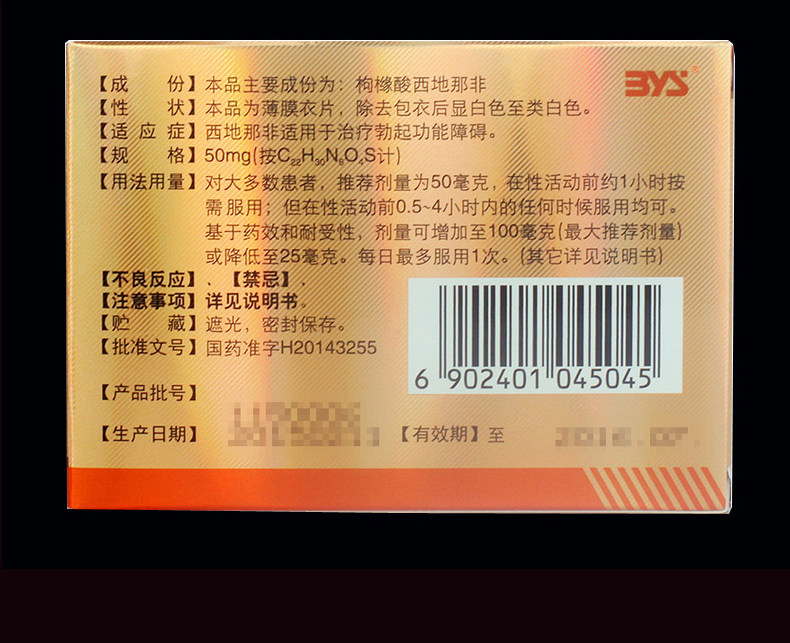 BYS
【成 份】本品主要成份为：枸橼酸西地那非
【性 状】本品为薄膜衣片，除去包衣后显白色至类白色。
【适应症】西地那非适用于治疗勃起功能障碍。
【规 格】50mg(按C₂₂H₃₀N₆O₄S计)
【用法用量】对大多数患者，推荐剂量为50毫克，在性活动前约1小时按
需服用；但在性活动前0.5~4小时内的任何时候服用均可。
基于药效和耐受性，剂量可增加至100毫克(最大推荐剂量)
或降低至25毫克。每日最多服用1次。(其它详见说明书)
【不良反应】、【禁忌】、
【注意事项】详见说明书。
【贮 藏】遮光，密封保存。
【批准文号】国药准字H20143255
6 902401 045045
【产品批号】
【生产日期】 【有效期】至